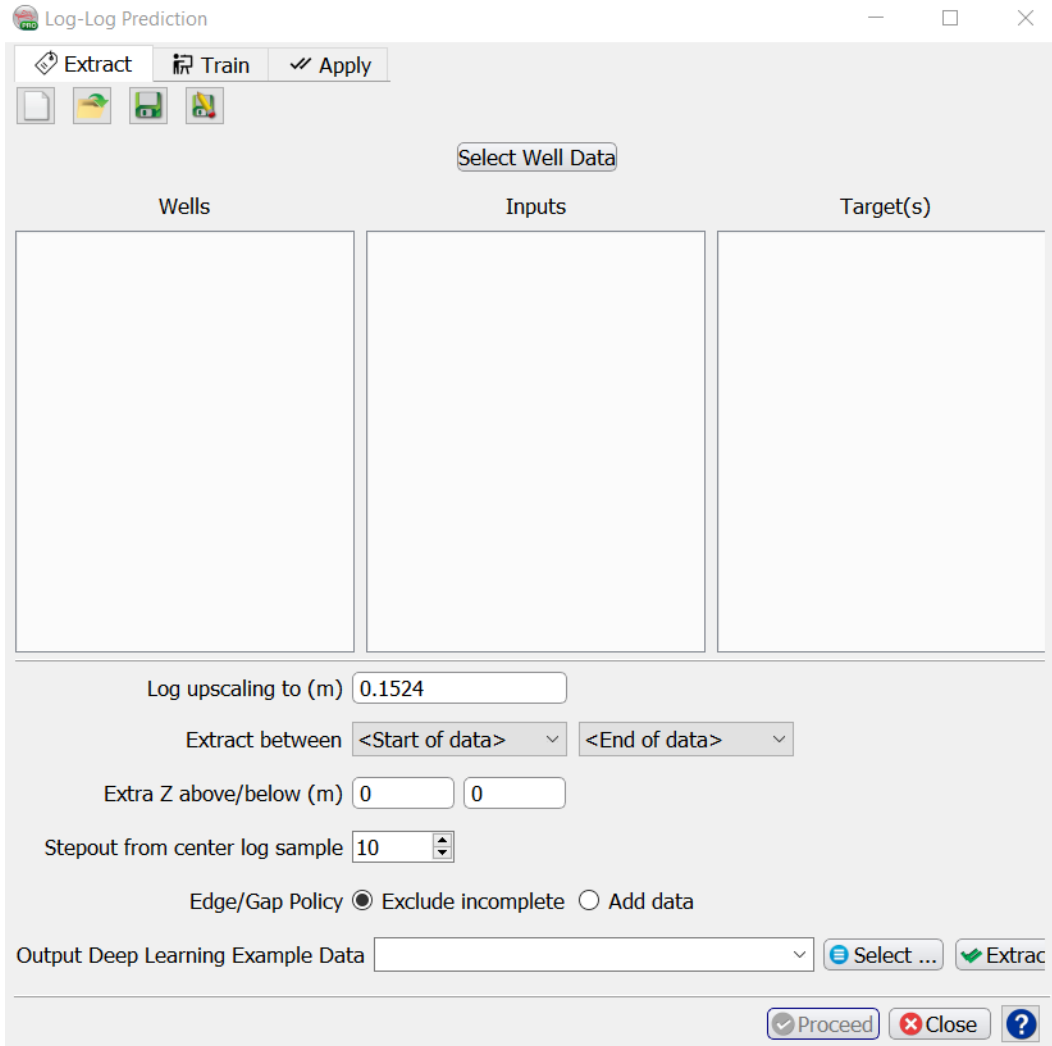 Log-Log Prediction
Extract Train Apply
Select Well Data
Wells Inputs Target(s)
Log upscaling to (m) 0.1524
Extract between <Start of data> <End of data>
Extra Z above/below (m) 0 0
Stepout from center log sample 10
Edge/Gap Policy Exclude incomplete Add data
Output Deep Learning Example Data Select ... Extrac
Proceed Close ?